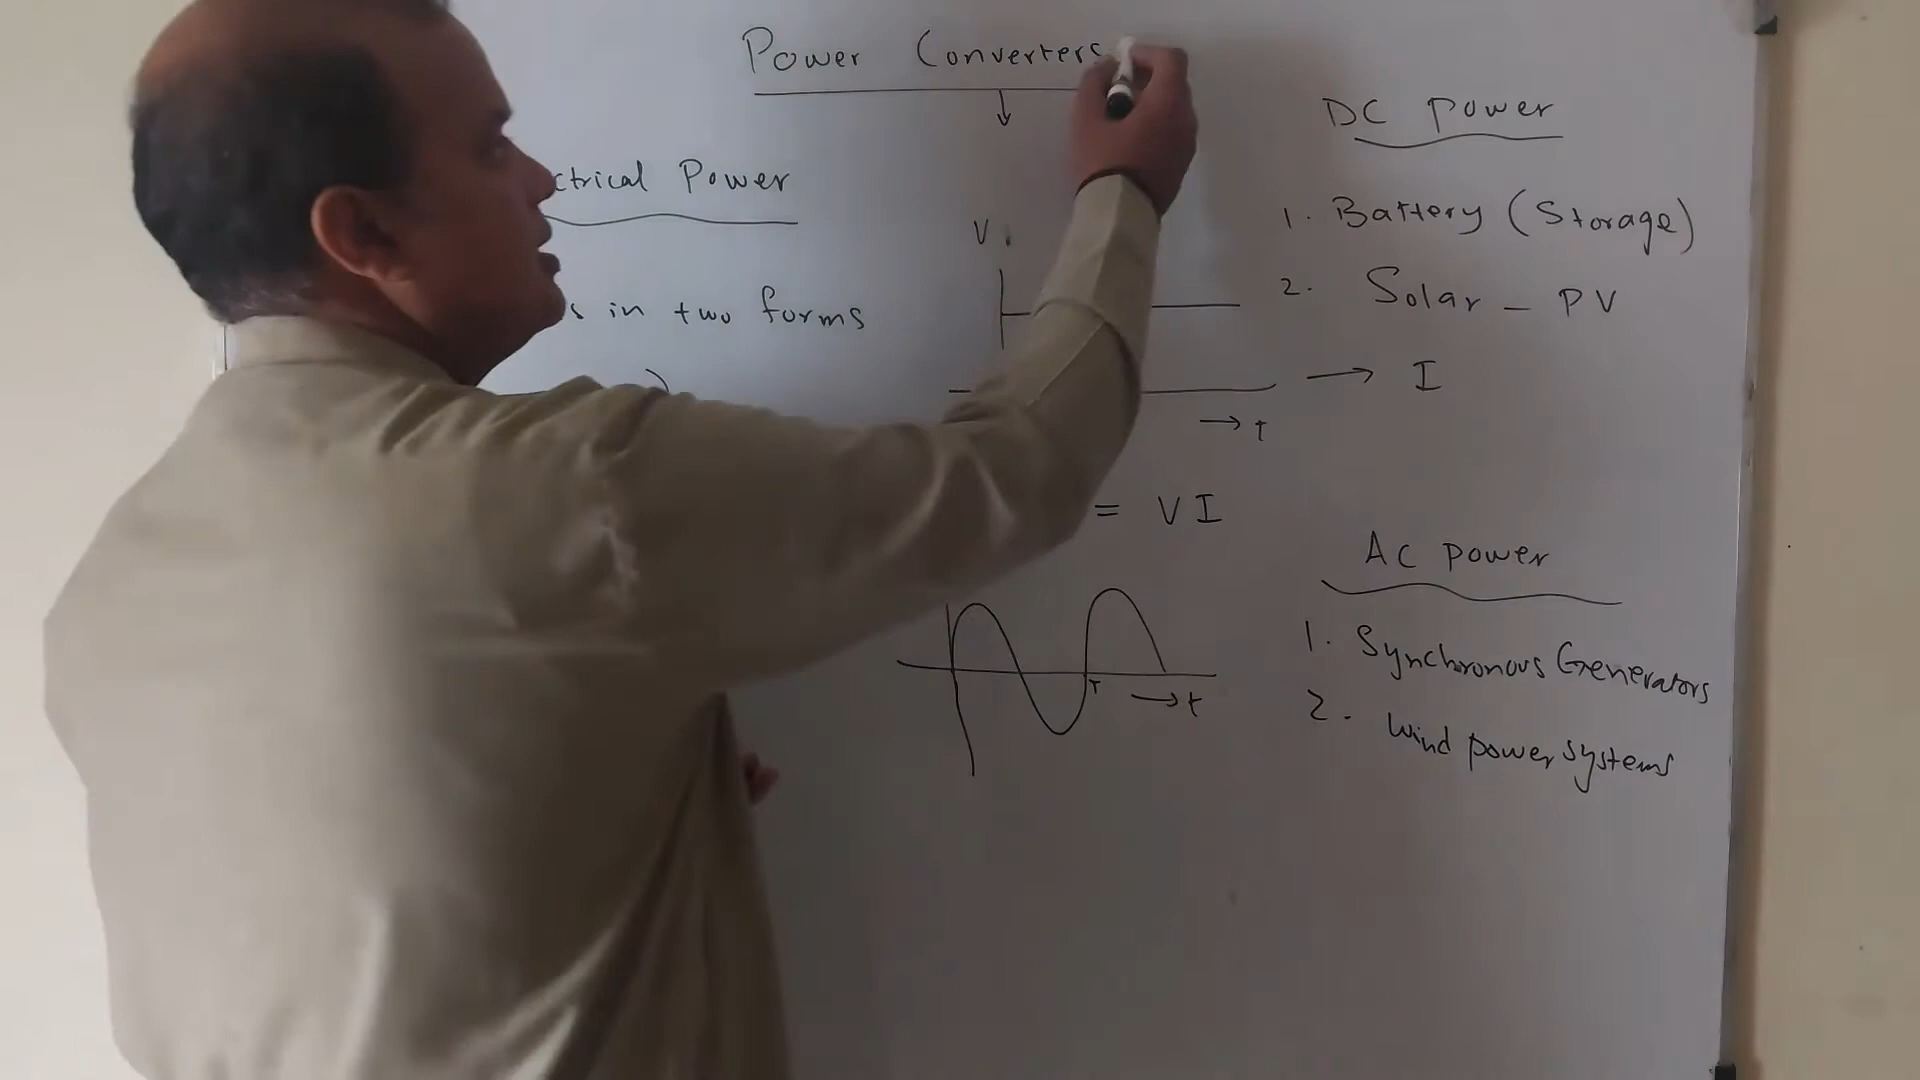 Power Converters
Electrical Power
in two forms
V
→ t
= VI
T
→ t
DC Power
1. Battery (Storage)
2. Solar - PV
→ I
AC Power
1. Synchronous Generators
2. Wind power systems